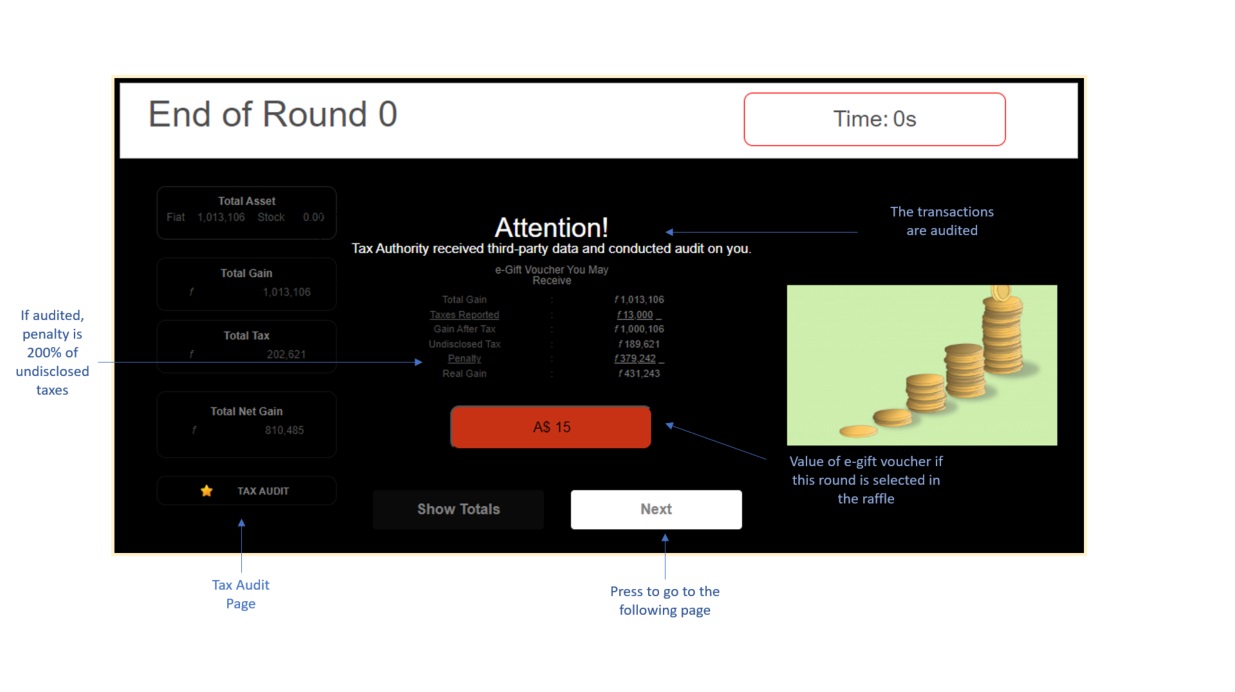 End of Round 0
Time: 0s
Total Asset
Fiat 1,013,106 Stock 0.00
Total Gain
f 1,013,106
Total Tax
f 202,621
Total Net Gain
f 810,485
TAX AUDIT
Attention!
Tax Authority received third-party data and conducted audit on you.
e-Gift Voucher You May
Receive
Total Gain : f 1,013,106
Taxes Reported : f 13,000 _
Gain After Tax : f 1,000,106
Undisclosed Tax : f 189,621
Penalty : f 379,242 _
Real Gain : f 431,243
A$ 15
Show Totals
Next
The transactions
are audited
If audited,
penalty is
200% of
undisclosed
taxes
Value of e-gift voucher if
this round is selected in
the raffle
Tax Audit
Page
Press to go to the
following page